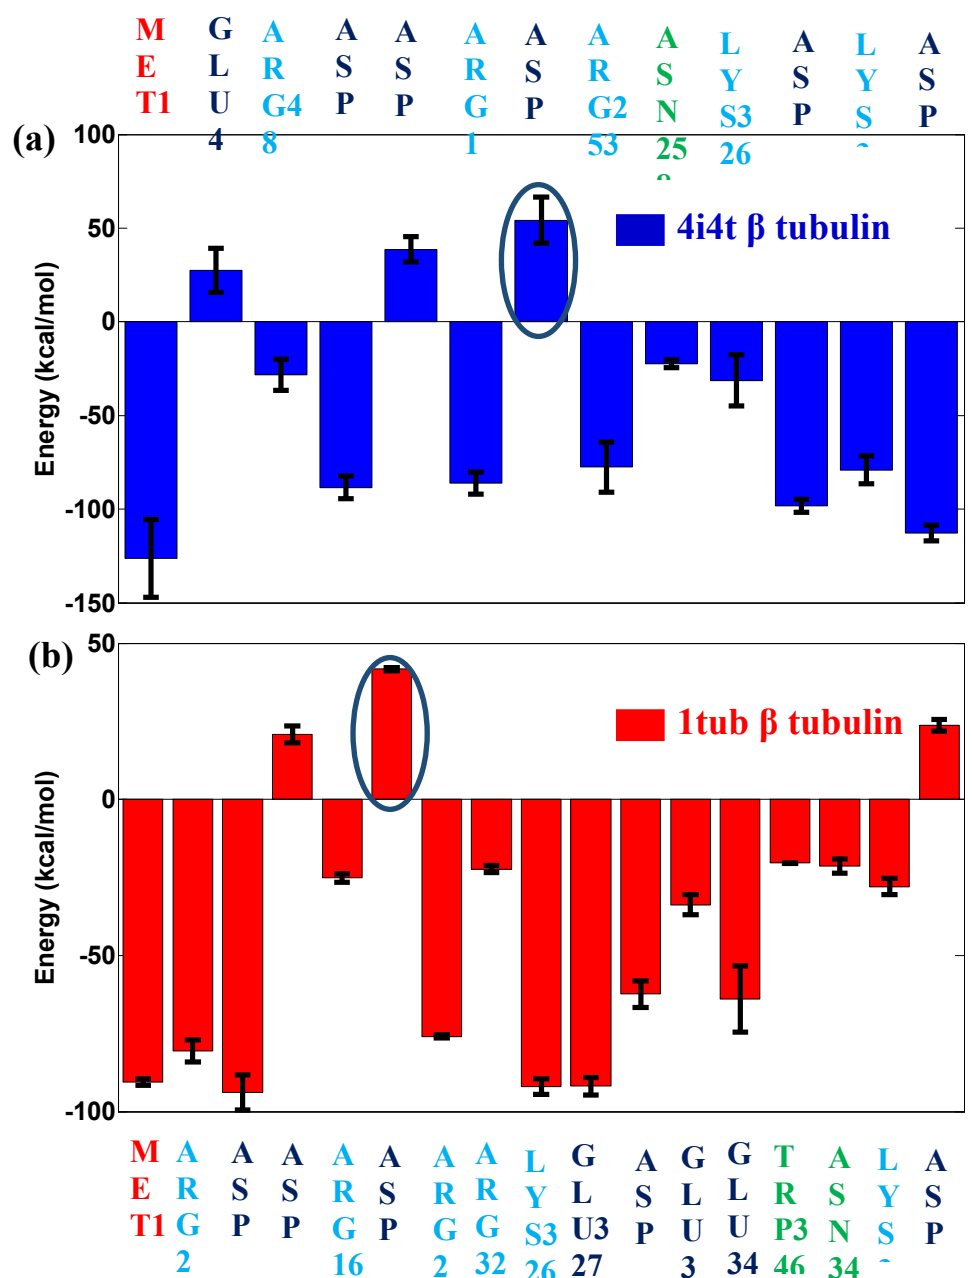 MET1
GLU4
ARG48
ASP
ASP
ARG1
ASP
ARG253
ASN25
LYS326
ASP
LYS
ASP
(a)
100
50
0
-50
-100
-150
Energy (kcal/mol)
4i4t β tubulin
(b)
50
0
-50
-100
Energy (kcal/mol)
1tub β tubulin
MET1
ARG2
ASP
ASP
ARG16
ASP
ARG2
ARG32
LYS326
GLU327
ASP
GLU3
GLU34
TRP346
ASN34
LYS
ASP